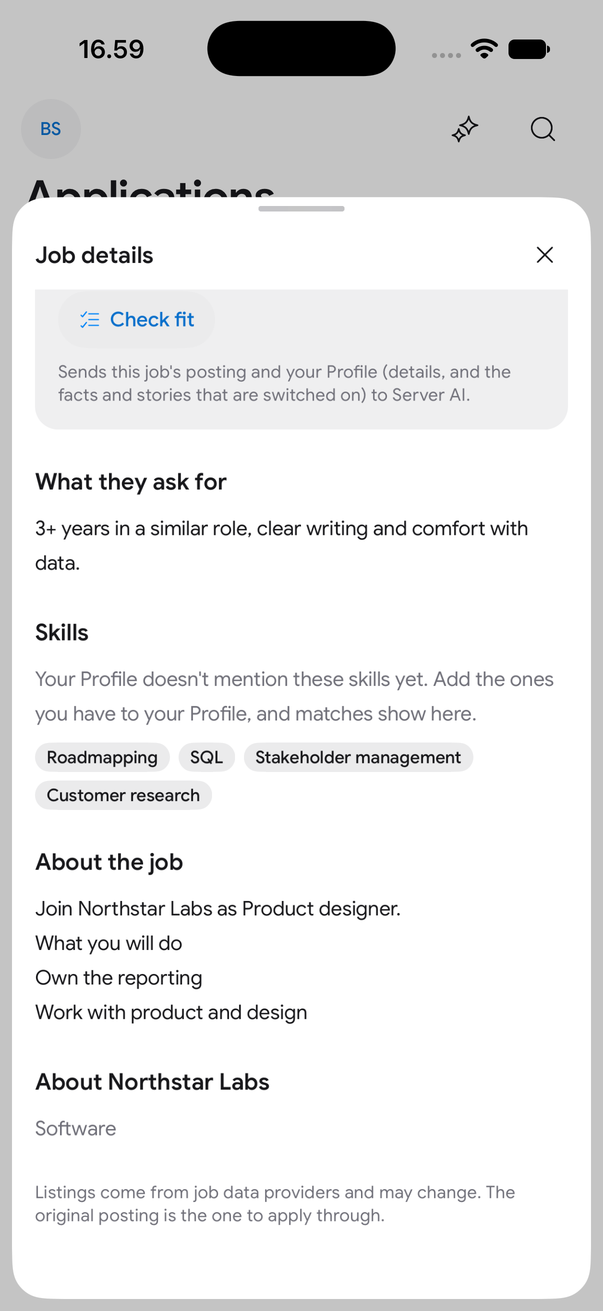 16.59
BS
Applications
Job details
Check fit
Sends this job's posting and your Profile (details, and the
facts and stories that are switched on) to Server AI.
What they ask for
3+ years in a similar role, clear writing and comfort with
data.
Skills
Your Profile doesn't mention these skills yet. Add the ones
you have to your Profile, and matches show here.
Roadmapping SQL Stakeholder management
Customer research
About the job
Join Northstar Labs as Product designer.
What you will do
Own the reporting
Work with product and design
About Northstar Labs
Software
Listings come from job data providers and may change. The
original posting is the one to apply through.